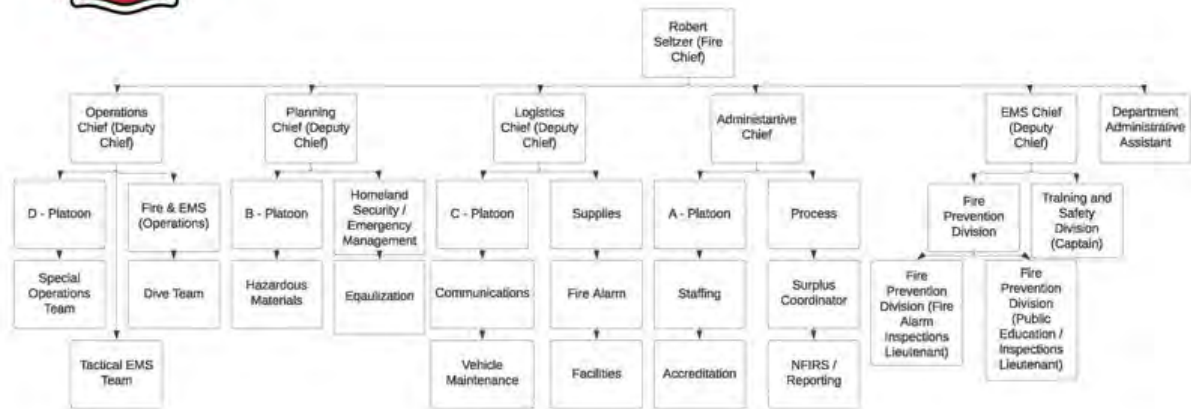 Robert
Seltzer (Fire
Chief)
Operations
Chief (Deputy
Chief)
Planning
Chief (Deputy
Chief)
Logistics
Chief (Deputy
Chief)
Administartive
Chief
EMS Chief
(Deputy
Chief)
Department
Administrative
Assistant
D - Platoon
Fire & EMS
(Operations)
B - Platoon
Homeland
Security /
Emergency
Management
C - Platoon
Supplies
A - Platoon
Process
Fire
Prevention
Division
Training and
Safety
Division
(Captain)
Special
Operations
Team
Dive Team
Hazardous
Materials
Eqaulization
Communications
Fire Alarm
Staffing
Surplus
Coordinator
Fire
Prevention
Division (Fire
Alarm
Inspections
Lieutenant)
Fire
Prevention
Division
(Public
Education /
Inspections
Lieutenant)
Tactical EMS
Team
Vehicle
Maintenance
Facilities
Accreditation
NFIRS /
Reporting